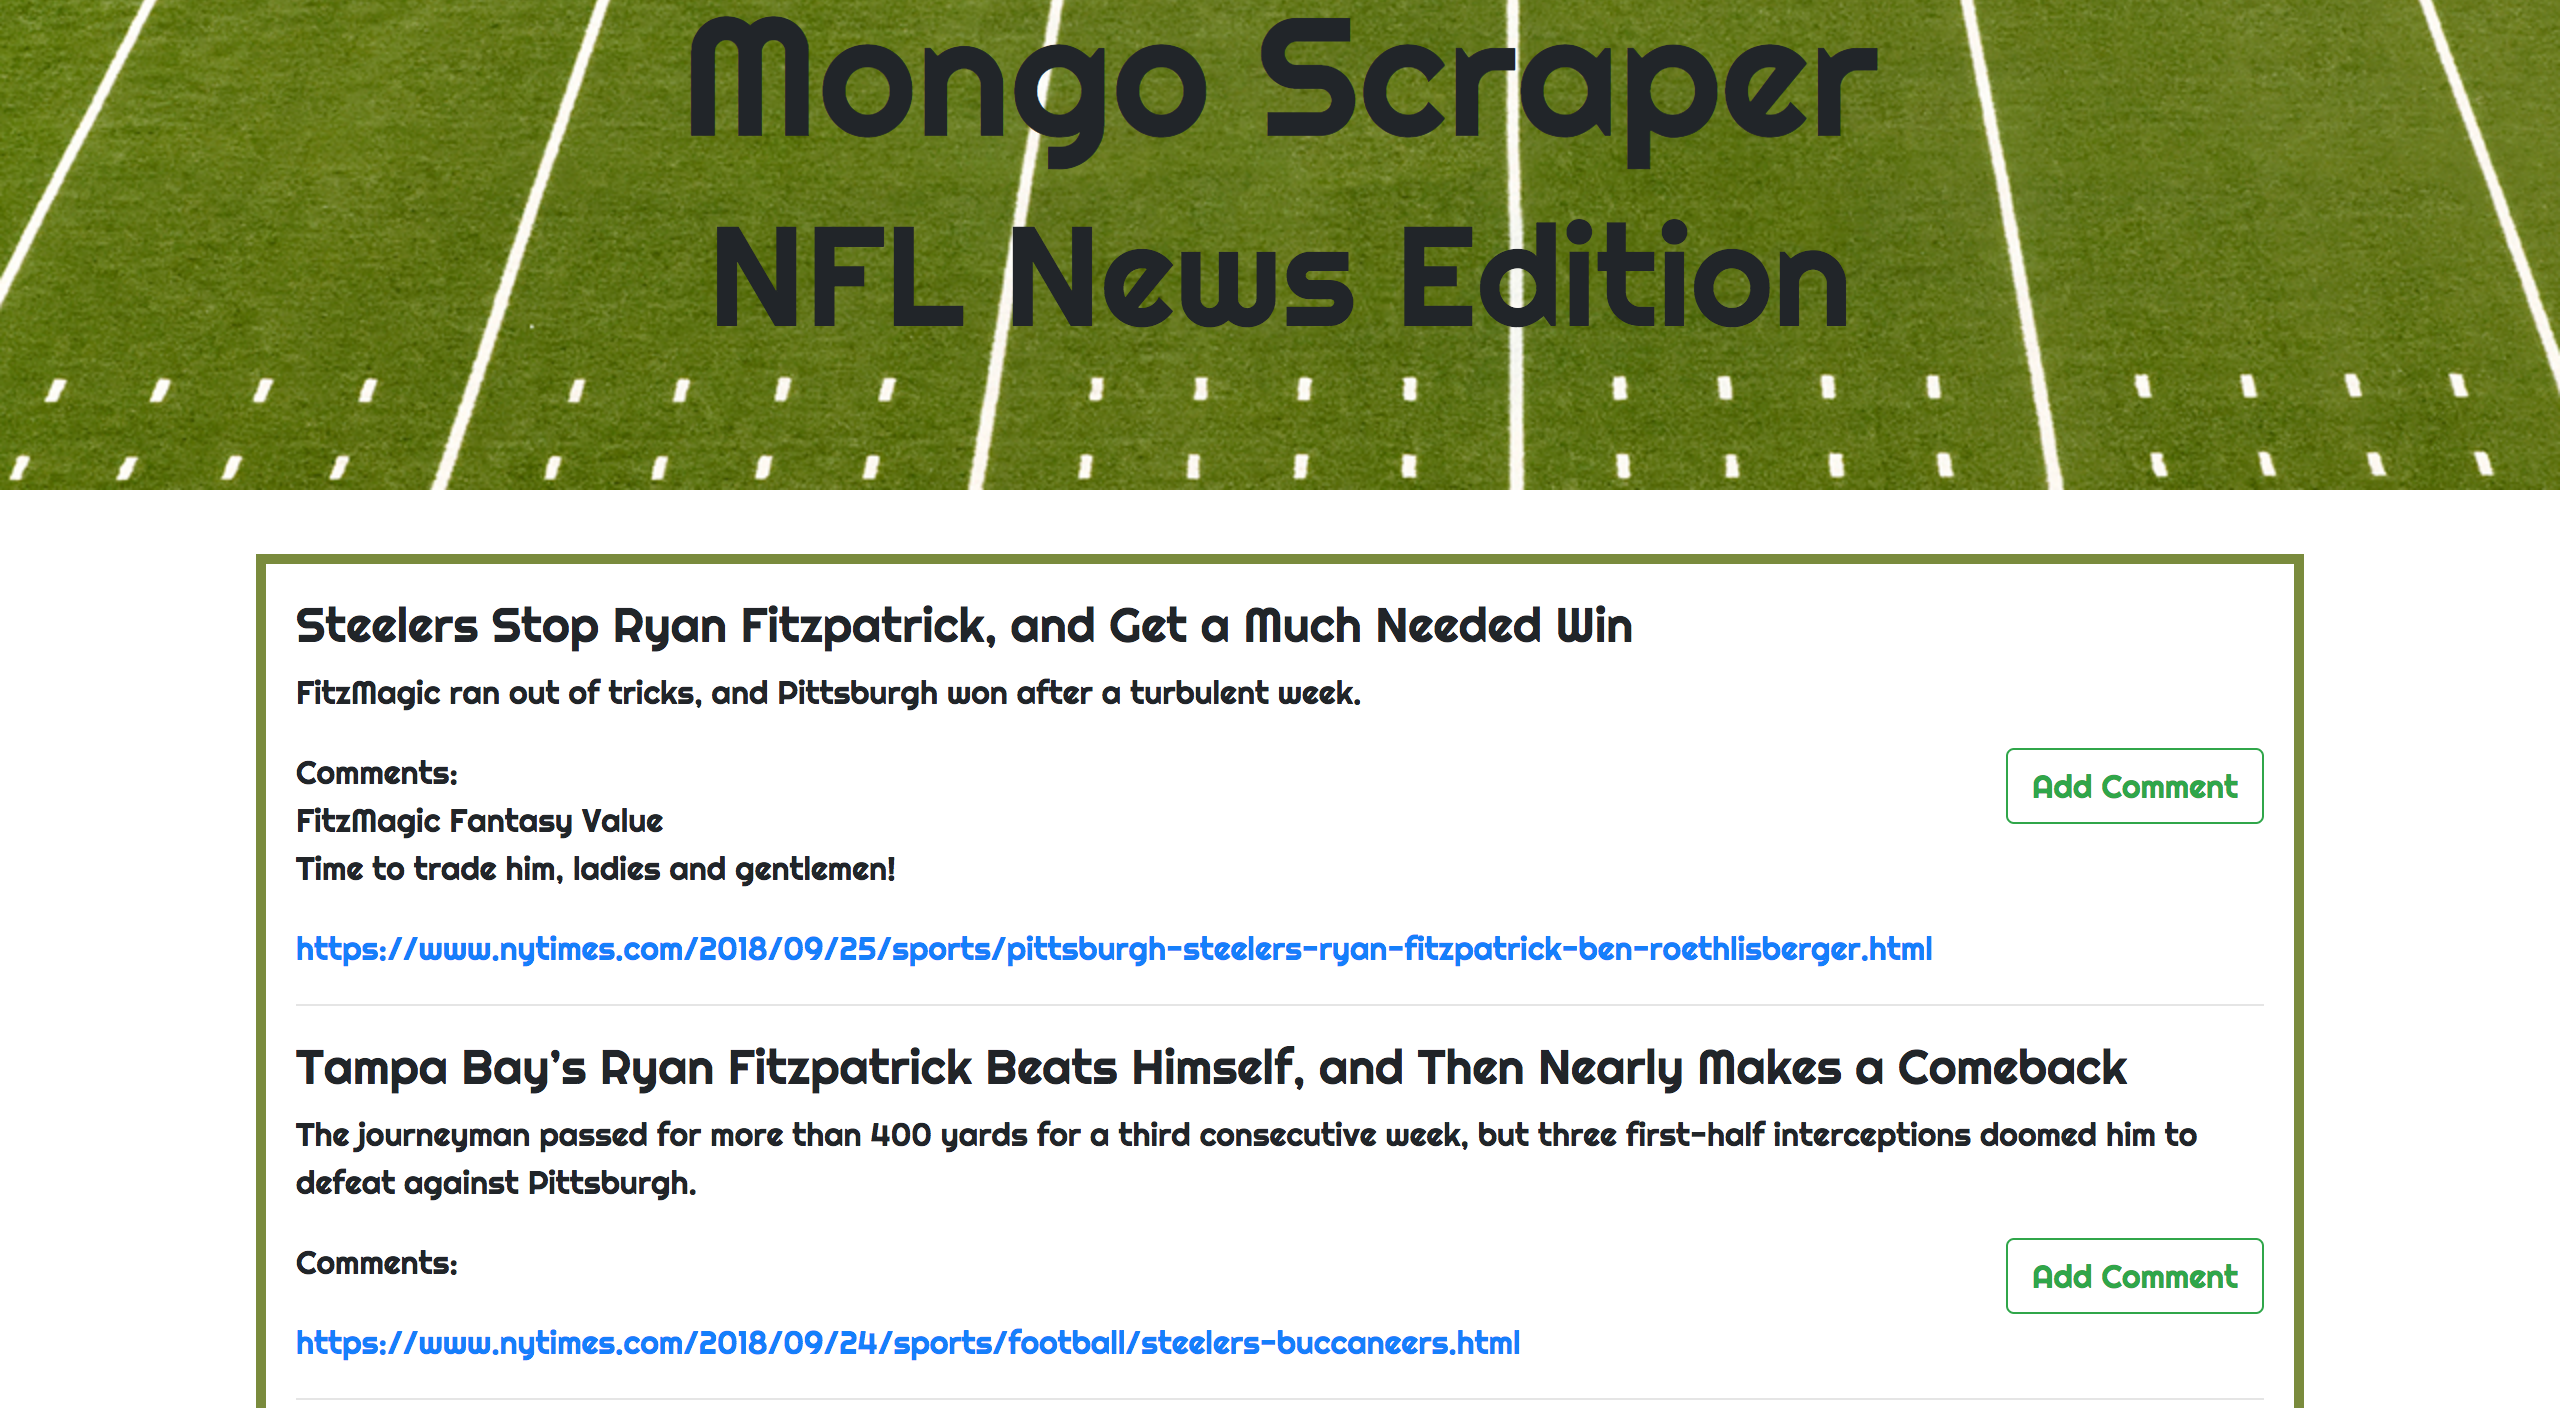 Mongo Scraper
NFL News Edition
Steelers Stop Ryan Fitzpatrick, and Get a Much Needed Win
FitzMagic ran out of tricks, and Pittsburgh won after a turbulent week.
Comments:
Add Comment
FitzMagic Fantasy Value
Time to trade him, ladies and gentlemen!
https://www.nytimes.com/2018/09/25/sports/pittsburgh-steelers-ryan-fitzpatrick-ben-roethlisberger.html
Tampa Bay’s Ryan Fitzpatrick Beats Himself, and Then Nearly Makes a Comeback
The journeyman passed for more than 400 yards for a third consecutive week, but three first-half interceptions doomed him to
defeat against Pittsburgh.
Comments:
Add Comment
https://www.nytimes.com/2018/09/24/sports/football/steelers-buccaneers.html